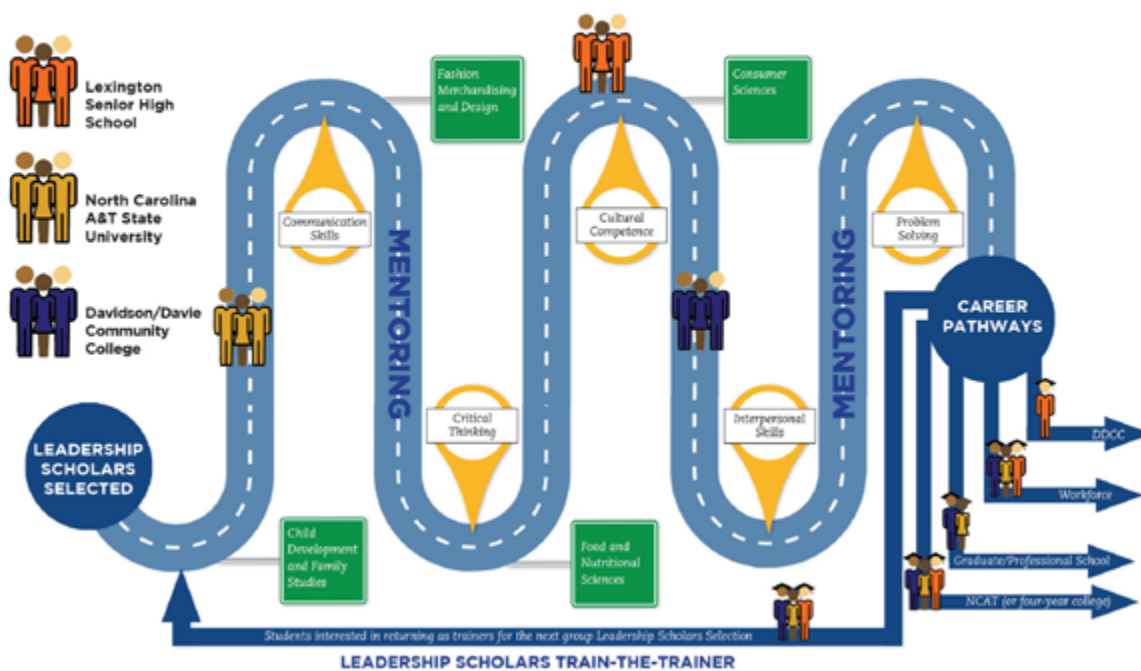 Lexington
Senior High
School
North Carolina
A&T State
University
Davidson/Davie
Community
College
LEADERSHIP
SCHOLARS
SELECTED
Child
Development
and Family
Studies
Communication
Skills
Fashion
Merchandising
and Design
MENTORING
Critical
Thinking
Food and
Nutritional
Sciences
Cultural
Competence
Consumer
Sciences
Interpersonal
Skills
MENTORING
Problem
Solving
CAREER
PATHWAYS
DDCC
Workforce
Graduate/Professional School
NCAT (or four-year college)
Students interested in returning as trainers for the next group Leadership Scholars Selection
LEADERSHIP SCHOLARS TRAIN-THE-TRAINER